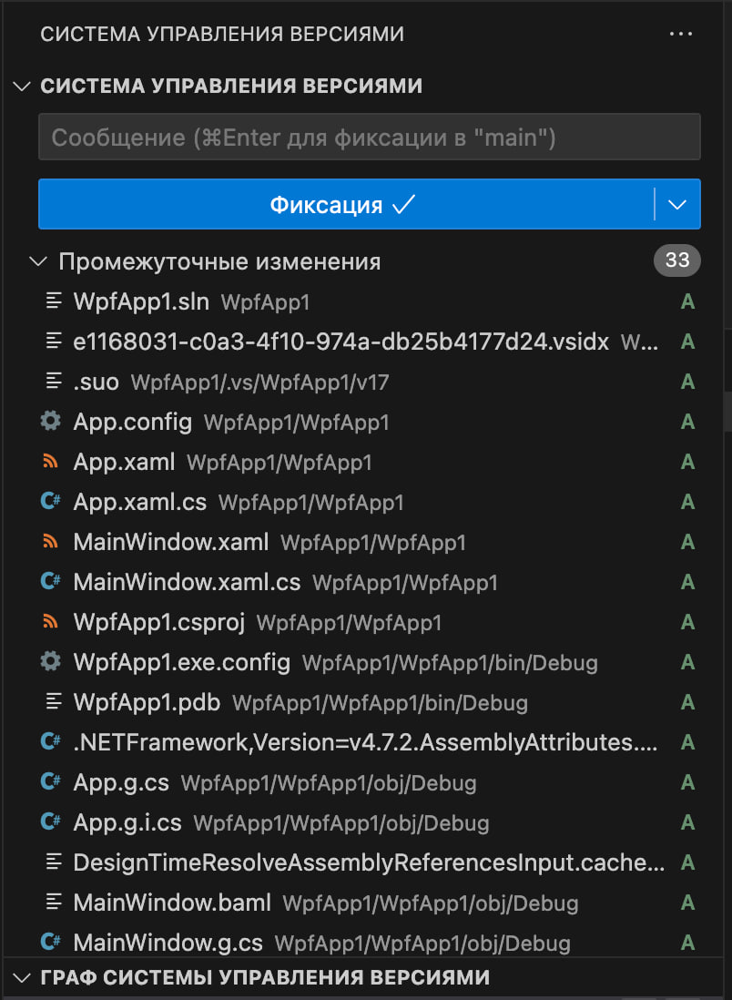 СИСТЕМА УПРАВЛЕНИЯ ВЕРСИЯМИ ...
СИСТЕМА УПРАВЛЕНИЯ ВЕРСИЯМИ
Сообщение (⌘Enter для фиксации в "main")
Фиксация ✓
Промежуточные изменения 33
WpfApp1.sln WpfApp1 A
e1168031-c0a3-4f10-974a-db25b4177d24.vsidx W... A
.suo WpfApp1/.vs/WpfApp1/v17 A
App.config WpfApp1/WpfApp1 A
App.xaml WpfApp1/WpfApp1 A
C# App.xaml.cs WpfApp1/WpfApp1 A
MainWindow.xaml WpfApp1/WpfApp1 A
C# MainWindow.xaml.cs WpfApp1/WpfApp1 A
WpfApp1.csproj WpfApp1/WpfApp1 A
WpfApp1.exe.config WpfApp1/WpfApp1/bin/Debug A
WpfApp1.pdb WpfApp1/WpfApp1/bin/Debug A
C# .NETFramework,Version=v4.7.2.AssemblyAttributes.... A
C# App.g.cs WpfApp1/WpfApp1/obj/Debug A
C# App.g.i.cs WpfApp1/WpfApp1/obj/Debug A
DesignTimeResolveAssemblyReferencesInput.cache... A
MainWindow.baml WpfApp1/WpfApp1/obj/Debug A
C# MainWindow.g.cs WpfApp1/WpfApp1/obj/Debug A
ГРАФ СИСТЕМЫ УПРАВЛЕНИЯ ВЕРСИЯМИ